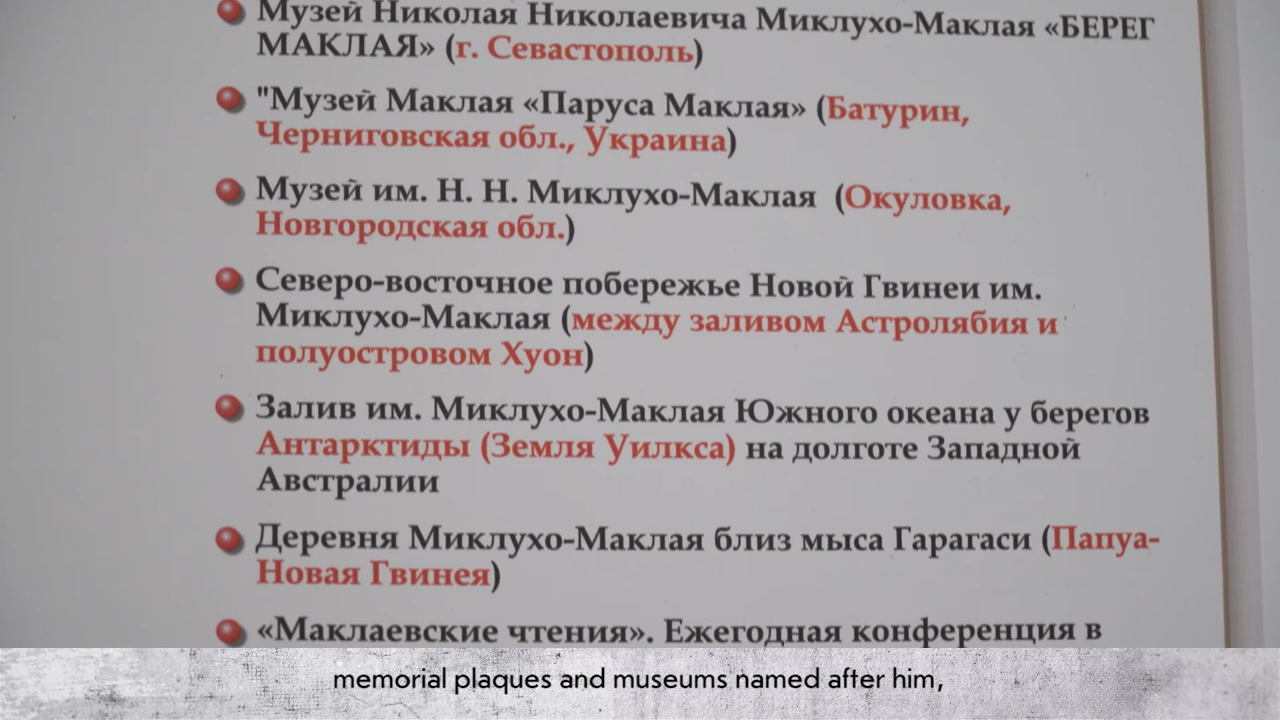 Музей Николая Николаевича Миклухо-Маклая «БЕРЕГ
МАКЛАЯ» (г. Севастополь)
"Музей Маклая «Паруса Маклая» (Батурин,
Черниговская обл., Украина)
Музей им. Н. Н. Миклухо-Маклая (Окуловка,
Новгородская обл.)
Северо-восточное побережье Новой Гвинеи им.
Миклухо-Маклая (между заливом Астролябия и
полуостровом Хуон)
Залив им. Миклухо-Маклая Южного океана у берегов
Антарктиды (Земля Уилкса) на долготе Западной
Австралии
Деревня Миклухо-Маклая близ мыса Гарагаси (Папуа-
Новая Гвинея)
«Маклаевские чтения». Ежегодная конференция в
memorial plaques and museums named after him,